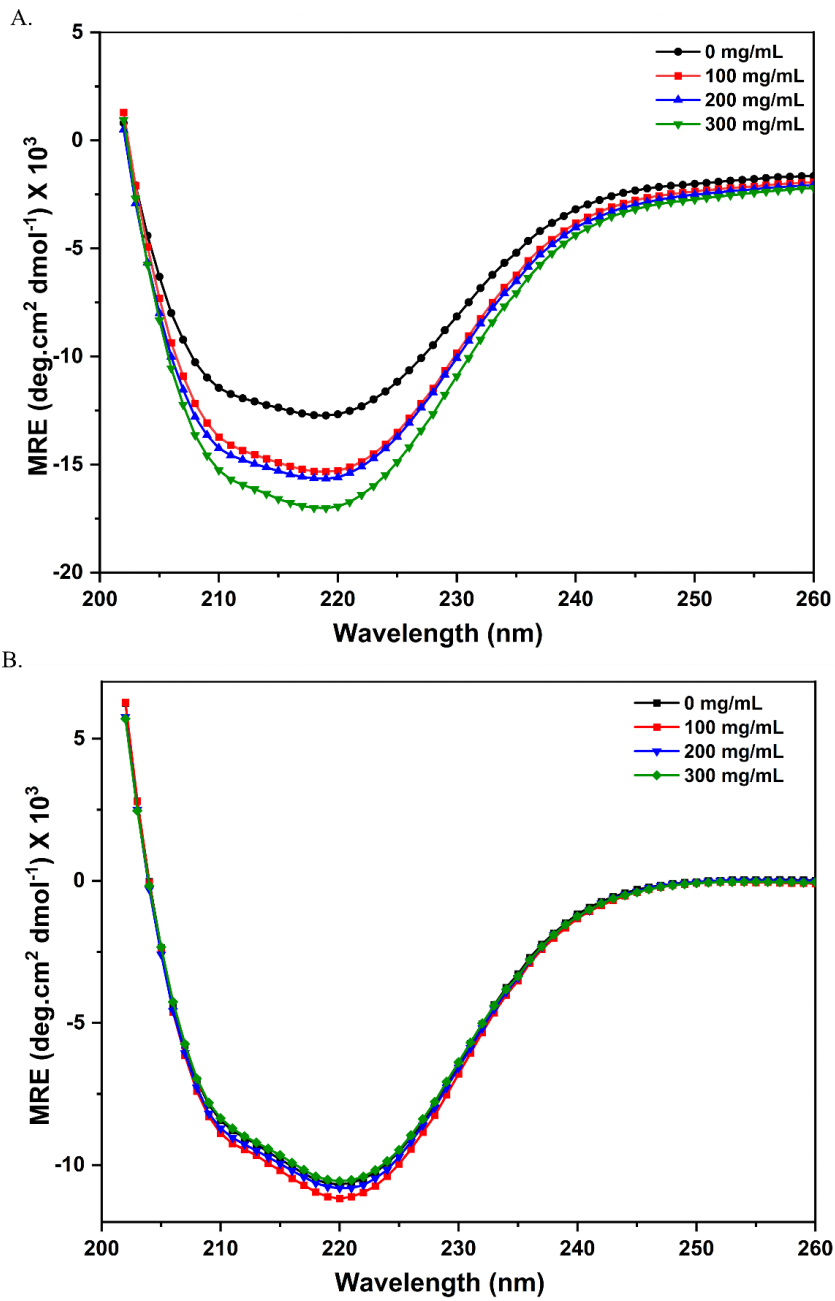 A.
5
0
-5
-10
-15
-20
MRE (deg.cm² dmol⁻¹) X 10³
0 mg/mL
100 mg/mL
200 mg/mL
300 mg/mL
200 210 220 230 240 250 260
Wavelength (nm)
B.
5
0
-5
-10
MRE (deg.cm² dmol⁻¹) X 10³
0 mg/mL
100 mg/mL
200 mg/mL
300 mg/mL
200 210 220 230 240 250 260
Wavelength (nm)